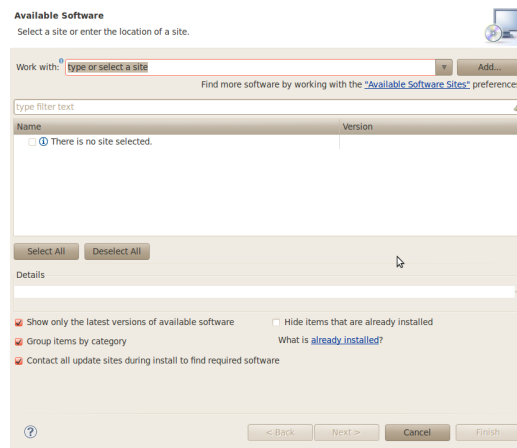 Available Software
Select a site or enter the location of a site.
Work with: type or select a site
Add...
Find more software by working with the "Available Software Sites" preferences
type filter text
Name Version
There is no site selected.
Select All Deselect All
Details
Show only the latest versions of available software Hide items that are already installed
Group items by category What is already installed?
Contact all update sites during install to find required software
< Back Next > Cancel Finish